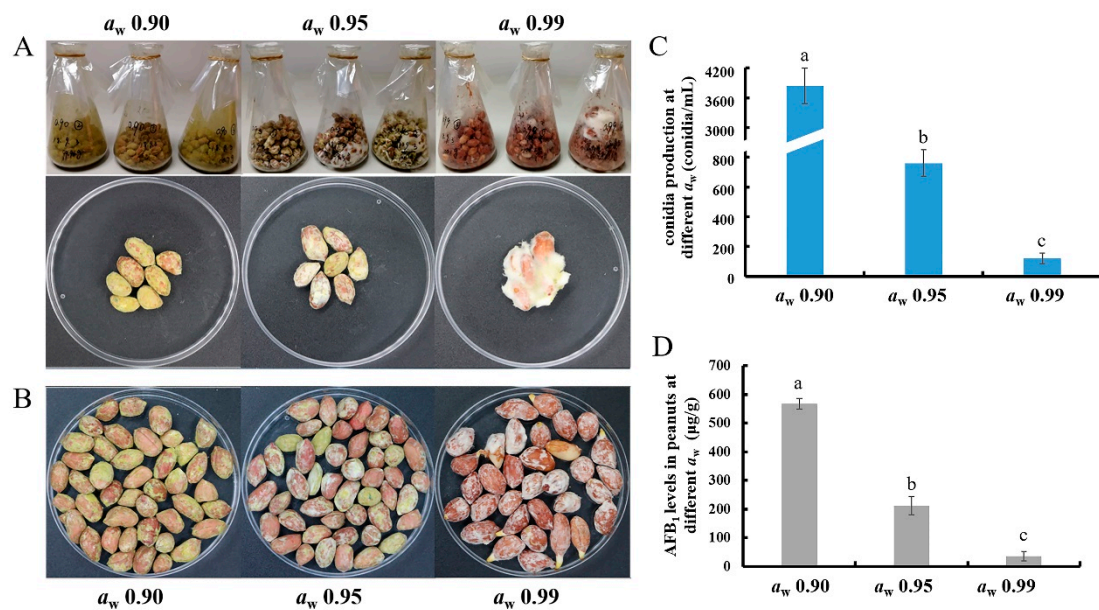 A
aw 0.90 aw 0.95 aw 0.99
B
aw 0.90 aw 0.95 aw 0.99
C
conidia production at
different aw (conidia/mL)
4200
3600
3000
800
600
400
200
0
a
b
c
aw 0.90 aw 0.95 aw 0.99
D
AFB1 levels in peanuts at
different aw (μg/g)
700
600
500
400
300
200
100
0
a
b
c
aw 0.90 aw 0.95 aw 0.99